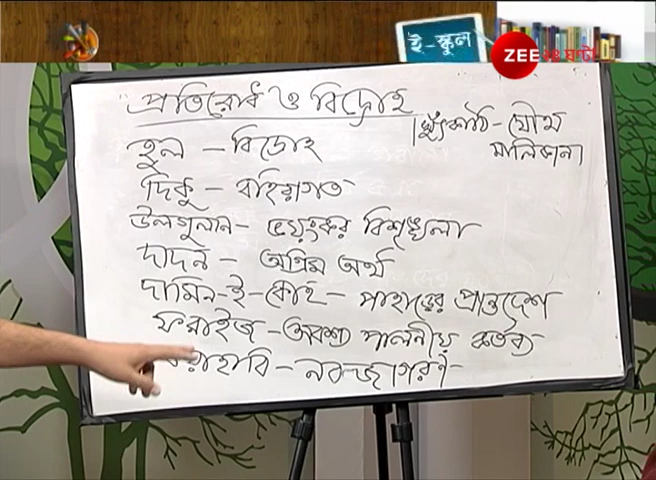 ই-স্কুল
ZEE ২৪ ঘণ্টা
প্রতিরোধ ও বিদ্রোহ
খুঁৎকাঠি - যৌথ
মালিকানা
হুল - বিদ্রোহ
দিকু - বহিরাগত
উলগুলান - ভয়ংকর বিশৃঙ্খলা
দাদন - অগ্রিম অর্থ
দামিন-ই-কোহ - পাহাড়ের প্রান্তদেশ
ফরাইজ - অবশ্য পালনীয় কর্তব্য
ওয়াহাবি - নবজাগরণ